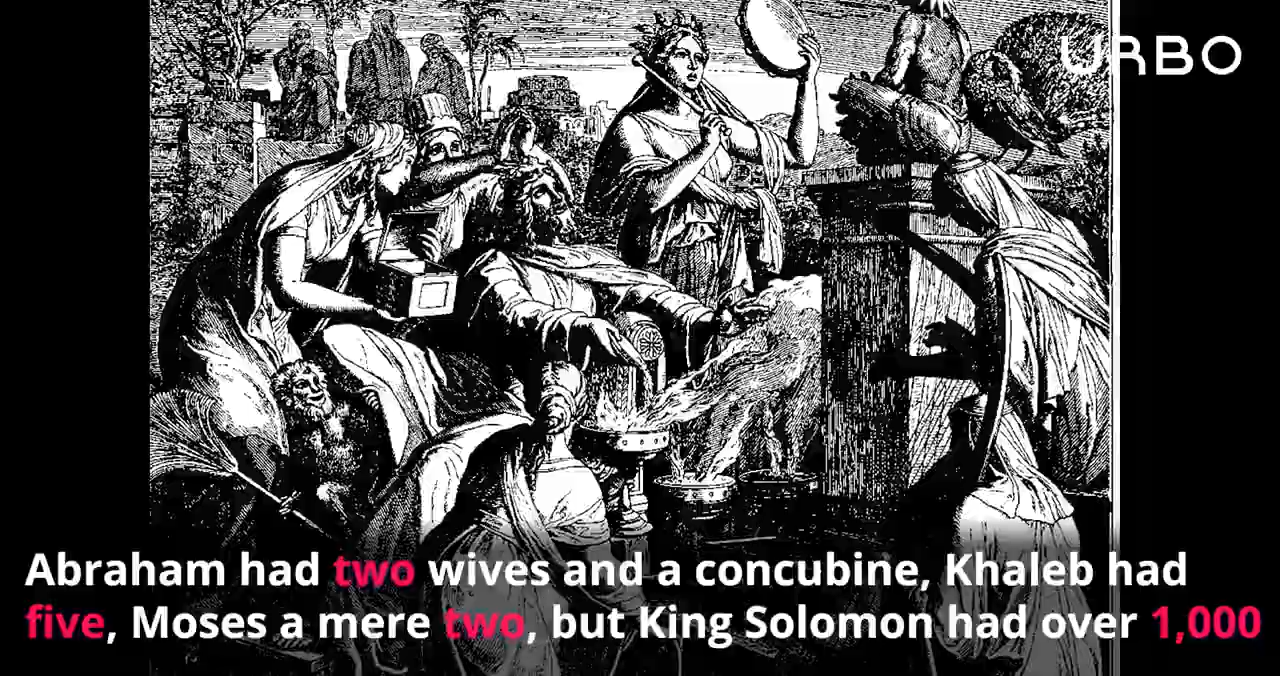 URBO
Abraham had two wives and a concubine, Khaleb had
five, Moses a mere two, but King Solomon had over 1,000